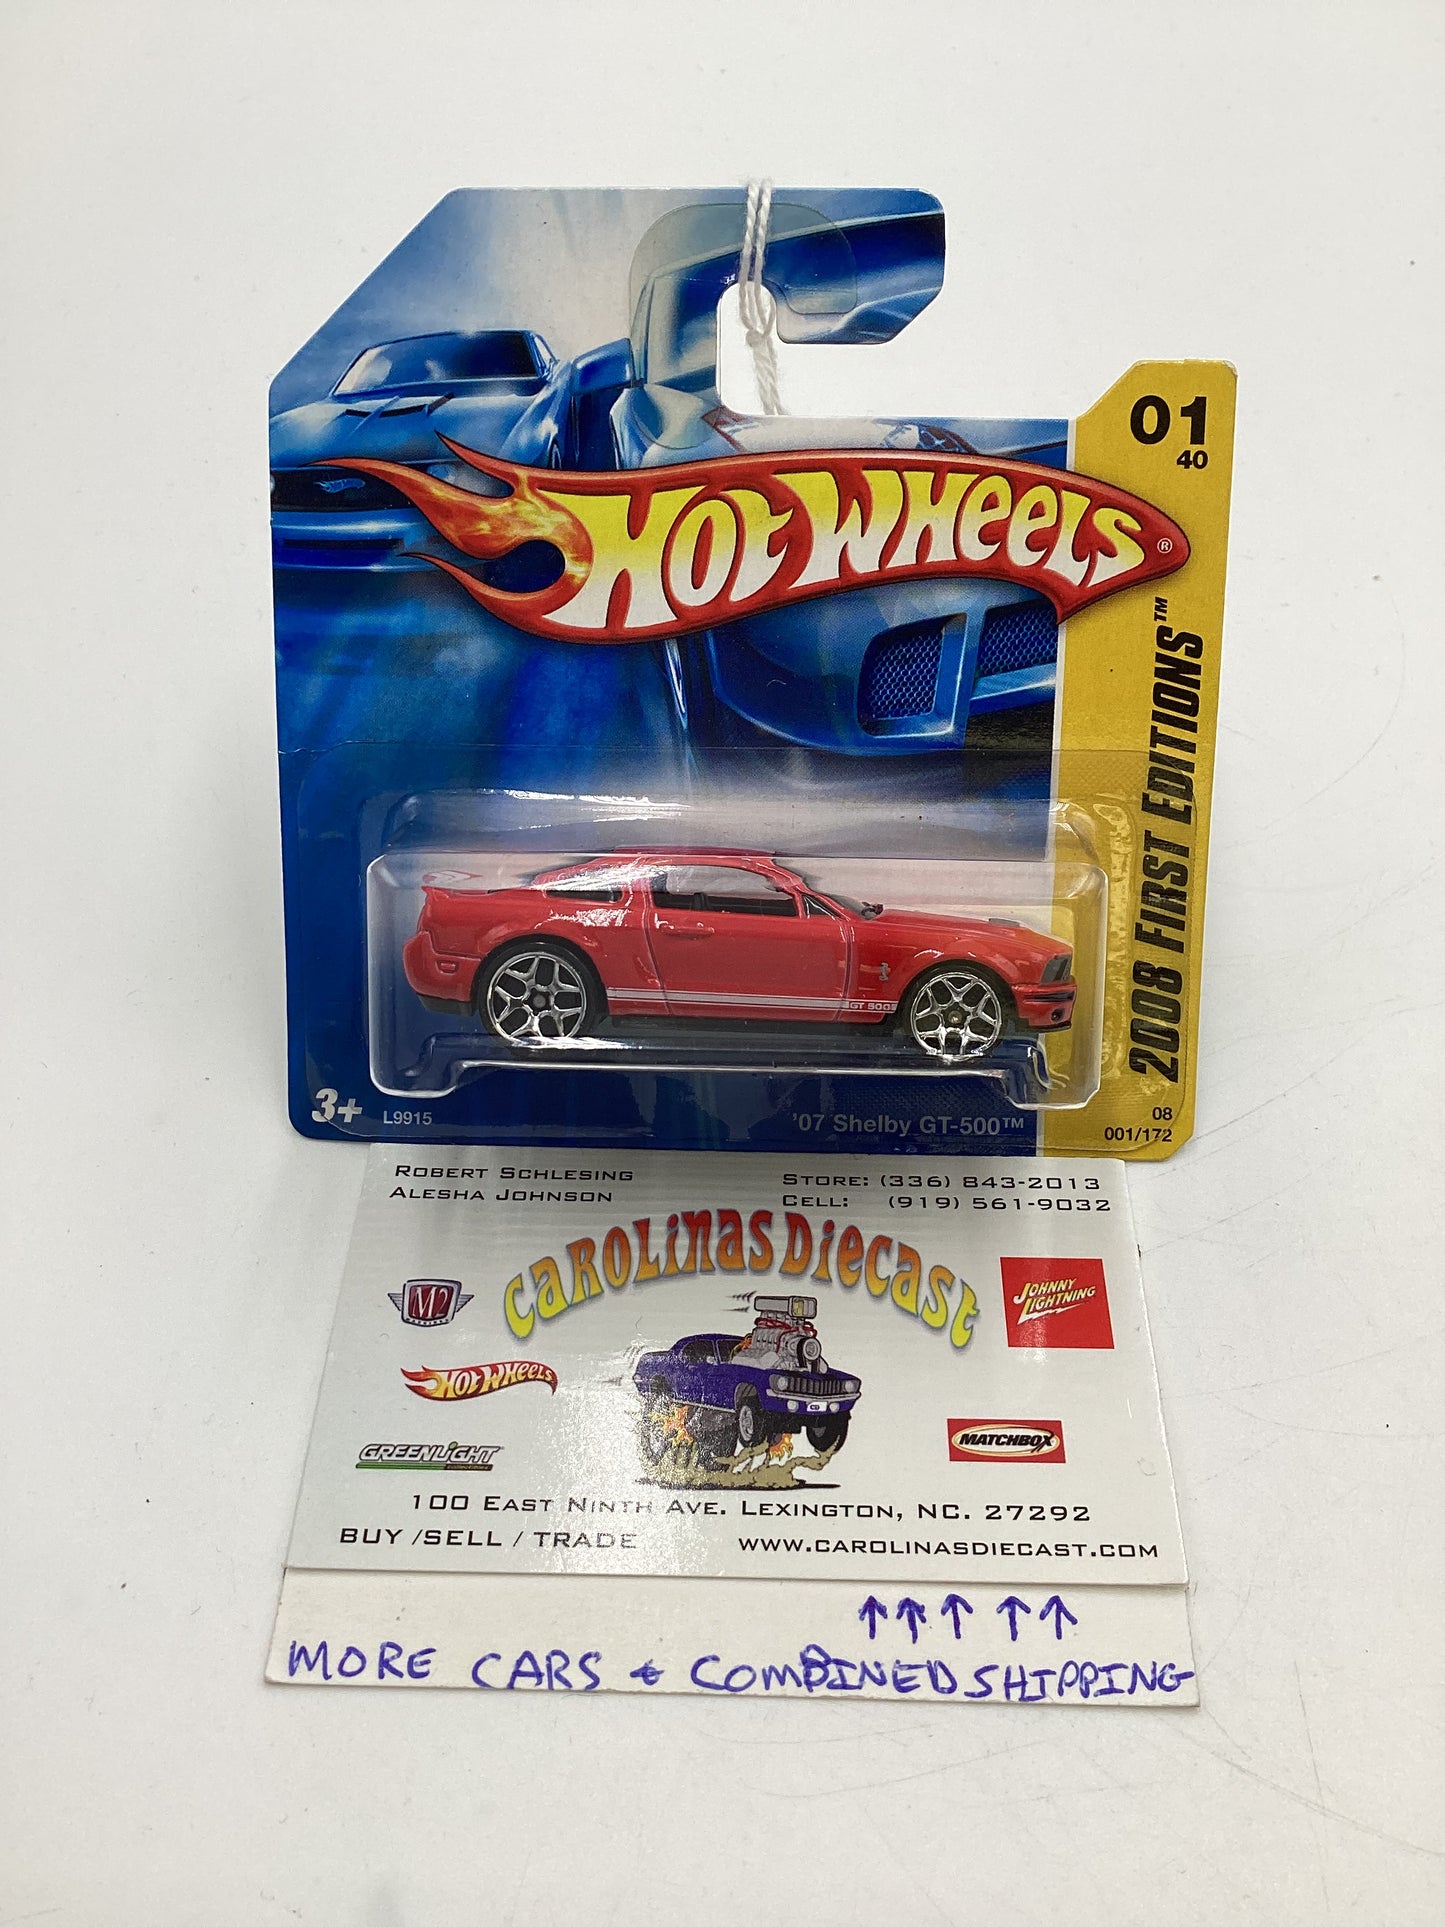 01
40
HOT WHEELS®
2008 FIRST EDITIONS™
GT 500
3+ L9915
'07 Shelby GT-500™
08
001/172
ROBERT SCHLESING
ALESHA JOHNSON
STORE: (336) 843-2013
CELL: (919) 561-9032
CAROLINAS DIECAST
M2
MACHINES
JOHNNY
LIGHTNING
HOT WHEELS
GREENLIGHT
MATCHBOX
100 EAST NINTH AVE. LEXINGTON, NC. 27292
BUY /SELL / TRADE
WWW.CAROLINASDIECAST.COM
↑↑↑ ↑↑
MORE CARS & COMBINED SHIPPING